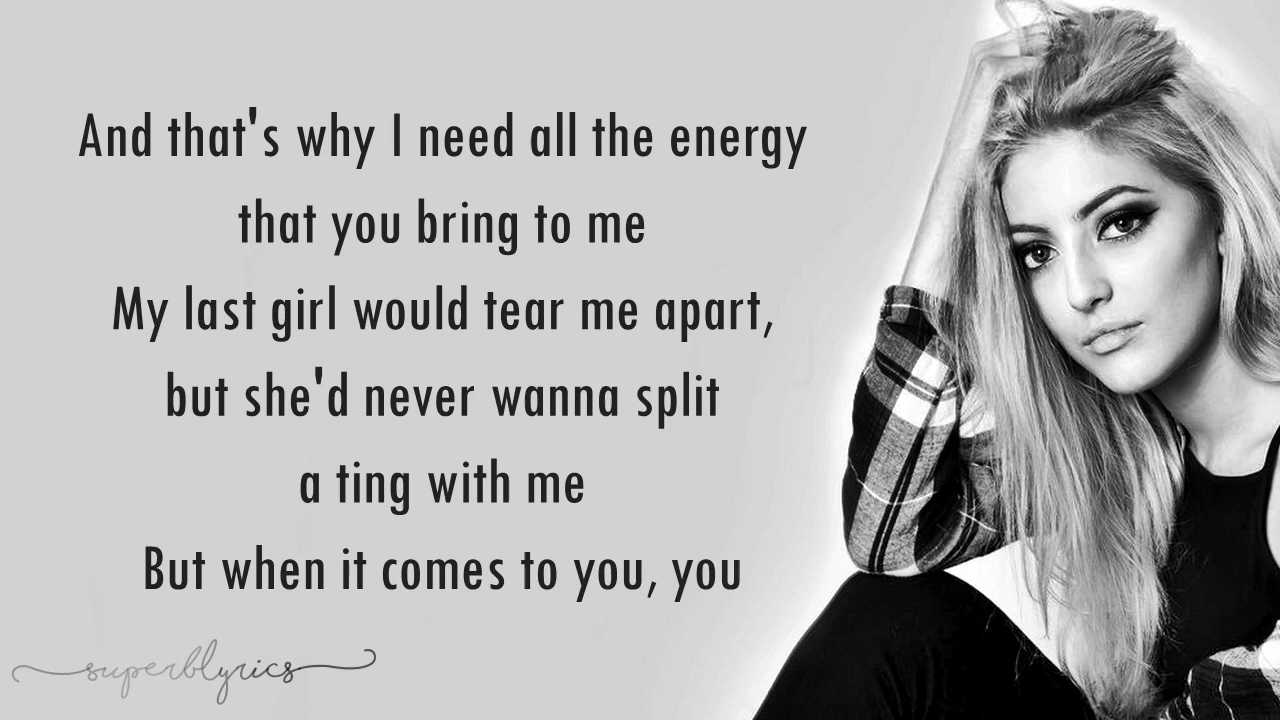 And that's why I need all the energy
that you bring to me
My last girl would tear me apart,
but she'd never wanna split
a ting with me
But when it comes to you, you
superblyrics